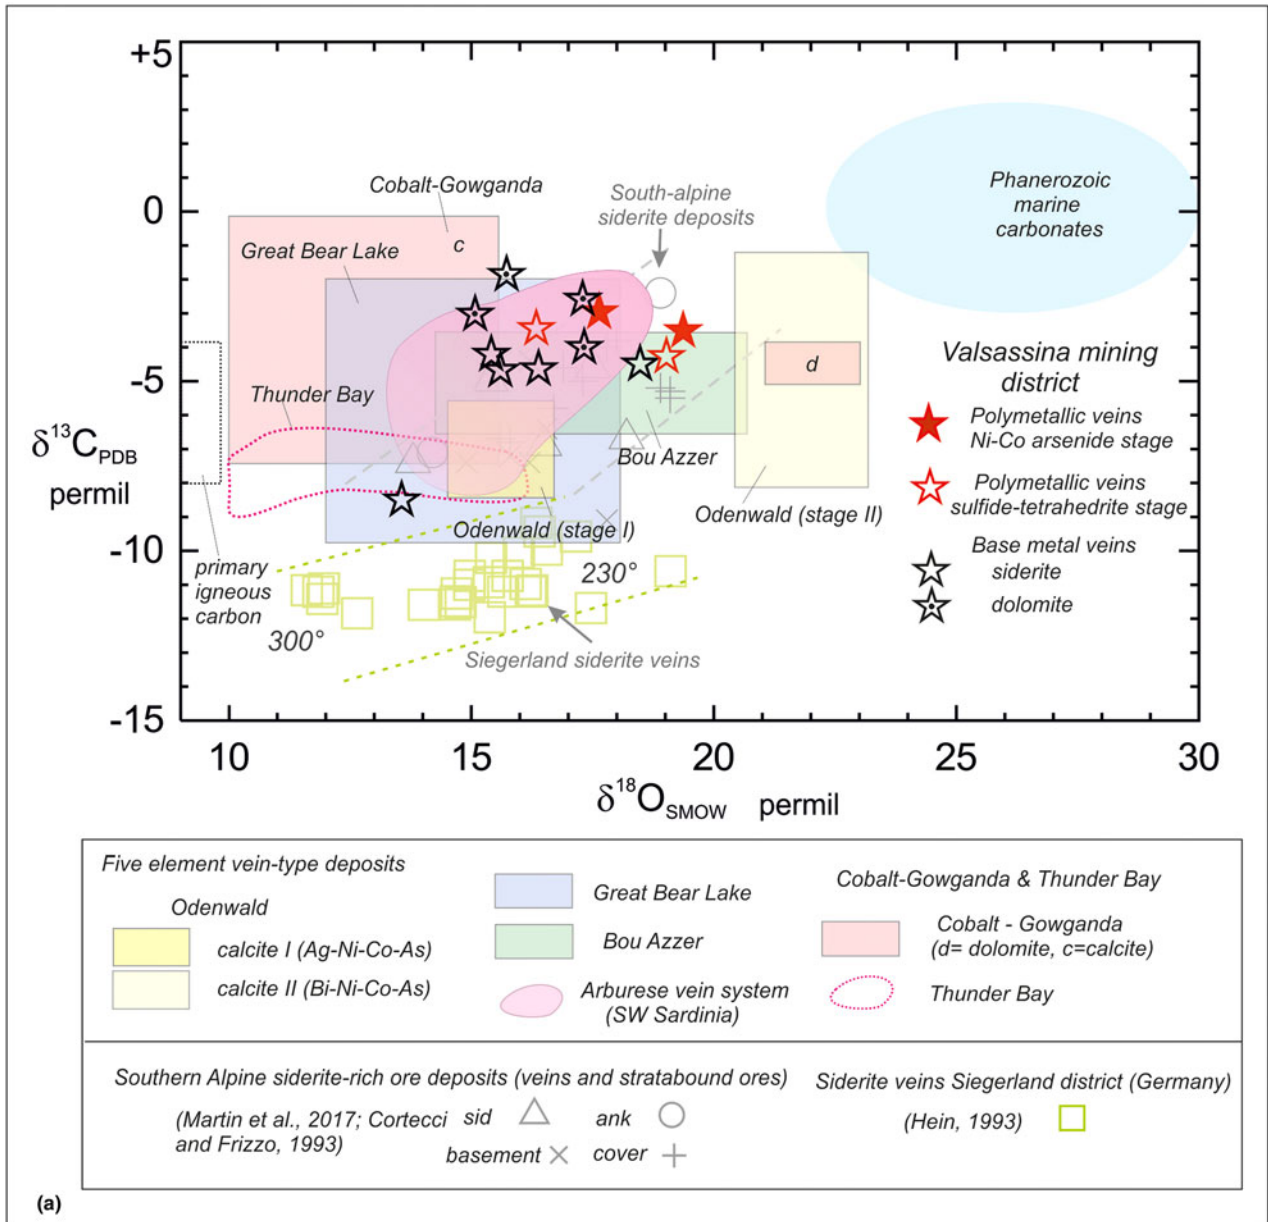 +5
0
-5
-10
-15
δ13CPDB
permil
10
15
20
25
30
δ18OSMOW permil
Cobalt-Gowganda
c
Great Bear Lake
South-alpine
siderite deposits
Phanerozoic
marine
carbonates
Thunder Bay
d
Bou Azzer
Odenwald (stage I)
Odenwald (stage II)
primary
igneous
carbon
300°
230°
Siegerland siderite veins
Valsassina mining
district
Polymetallic veins
Ni-Co arsenide stage
Polymetallic veins
sulfide-tetrahedrite stage
Base metal veins
siderite
dolomite
Five element vein-type deposits
Odenwald
calcite I (Ag-Ni-Co-As)
calcite II (Bi-Ni-Co-As)
Great Bear Lake
Bou Azzer
Arburese vein system
(SW Sardinia)
Cobalt-Gowganda & Thunder Bay
Cobalt - Gowganda
(d= dolomite, c=calcite)
Thunder Bay
Southern Alpine siderite-rich ore deposits (veins and stratabound ores)
(Martin et al., 2017; Cortecci
and Frizzo, 1993)
sid
ank
basement
cover
Siderite veins Siegerland district (Germany)
(Hein, 1993)
(a)